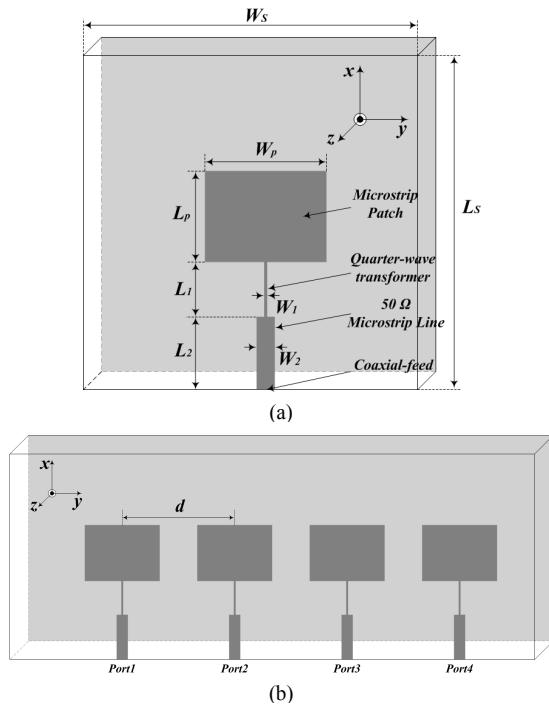 W_S
x
y
z
W_p
L_p
Microstrip
Patch
L_S
Quarter-wave
transformer
L_1
W_1
50 Ω
Microstrip Line
L_2
W_2
Coaxial-feed
(a)
x
y
z
d
Port1 Port2 Port3 Port4
(b)